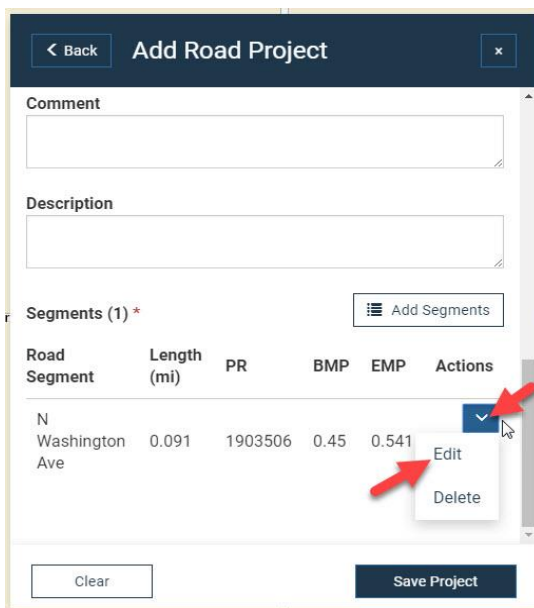 Back Add Road Project ×
Comment
Description
Segments (1) * Add Segments
Road Segment Length (mi) PR BMP EMP Actions
N Washington Ave 0.091 1903506 0.45 0.541
Edit
Delete
Clear Save Project